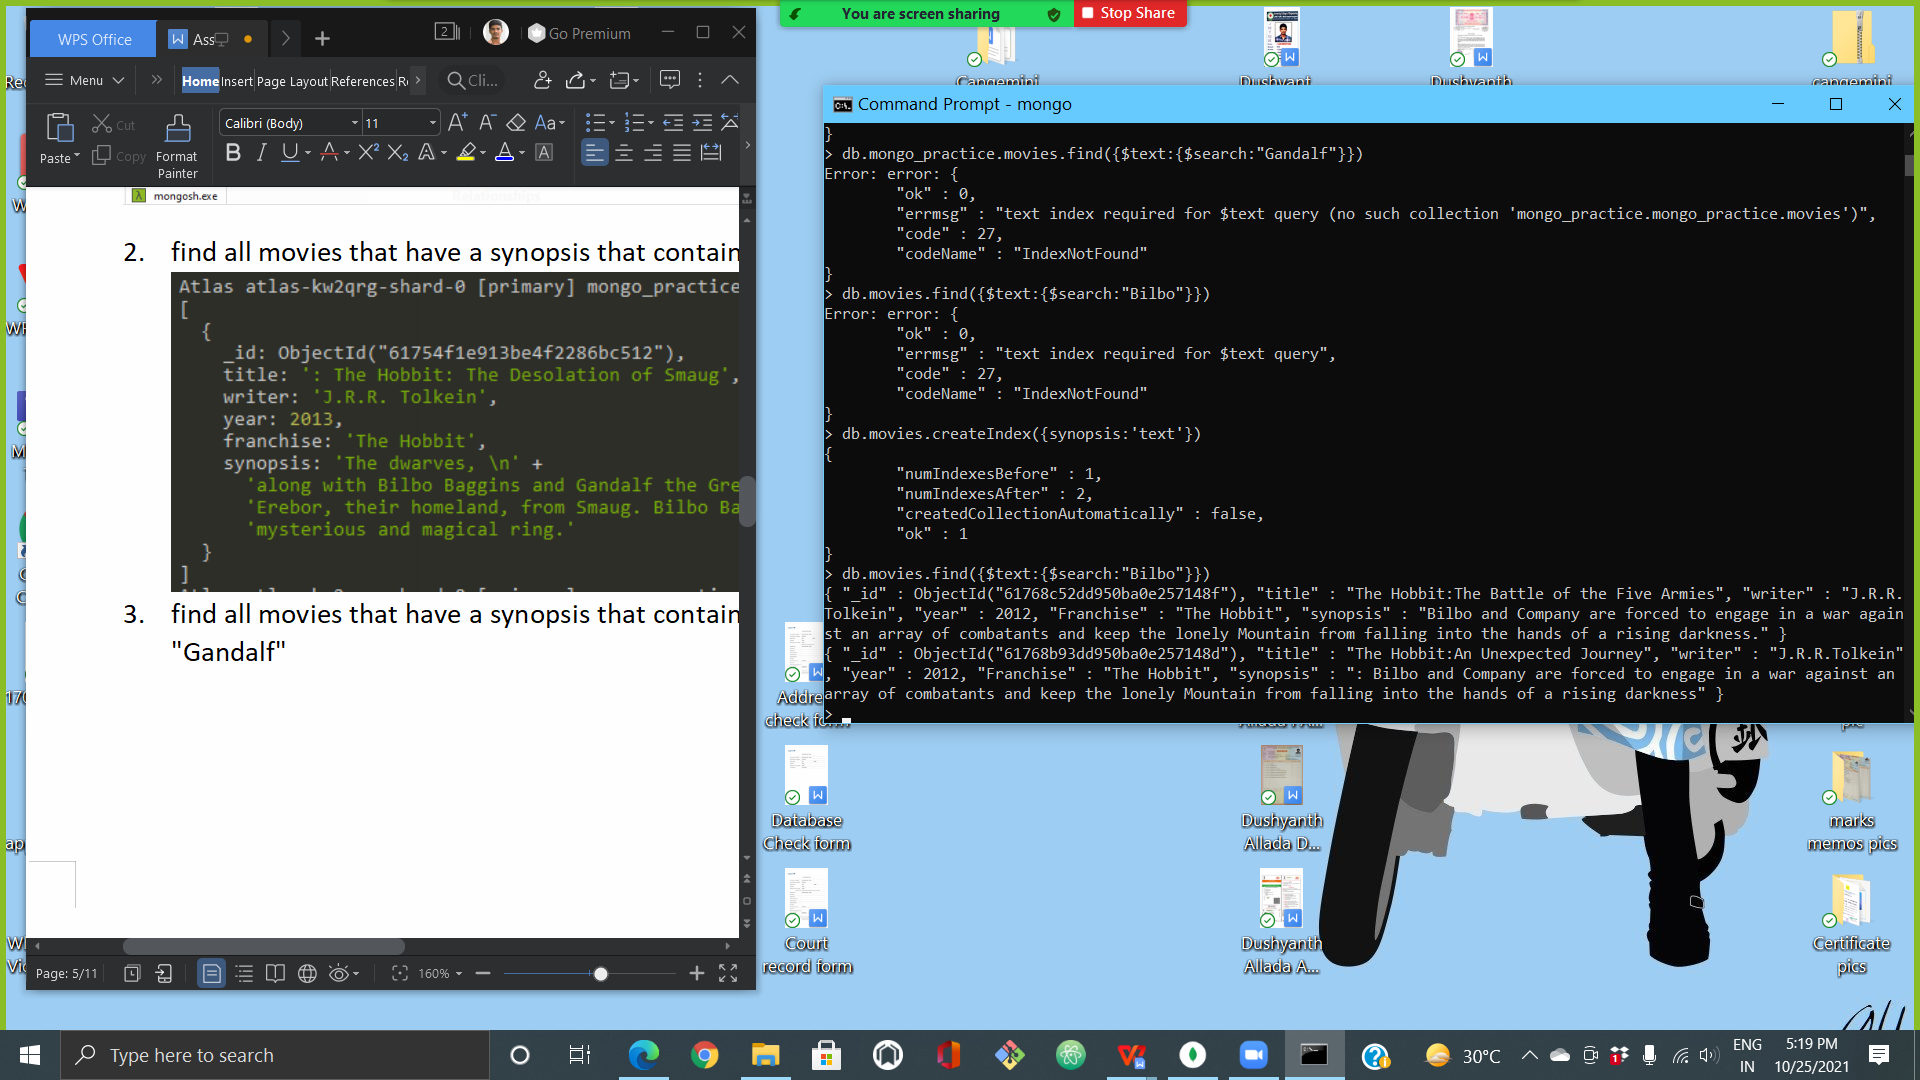 You are screen sharing
Stop Share
WPS Office
Ass
2
Go Premium
Menu
Home Insert Page Layout References
Cli...
Paste
Cut
Copy
Format
Painter
Calibri (Body)
11
mongosh.exe
2. find all movies that have a synopsis that contain
Atlas atlas-kw2qrg-shard-0 [primary] mongo_practice
[
{
_id: ObjectId("61754f1e913be4f2286bc512"),
title: ': The Hobbit: The Desolation of Smaug',
writer: 'J.R.R. Tolkein',
year: 2013,
franchise: 'The Hobbit',
synopsis: 'The dwarves, \n' +
'along with Bilbo Baggins and Gandalf the Gre
'Erebor, their homeland, from Smaug. Bilbo Ba
'mysterious and magical ring.'
}
]
3. find all movies that have a synopsis that contain
"Gandalf"
Page: 5/11
160%
Capgemini
Dushyant
Dushyanth
capgemini
Command Prompt - mongo
}
> db.mongo_practice.movies.find({$text:{$search:"Gandalf"}})
Error: error: {
"ok" : 0,
"errmsg" : "text index required for $text query (no such collection 'mongo_practice.mongo_practice.movies')",
"code" : 27,
"codeName" : "IndexNotFound"
}
> db.movies.find({$text:{$search:"Bilbo"}})
Error: error: {
"ok" : 0,
"errmsg" : "text index required for $text query",
"code" : 27,
"codeName" : "IndexNotFound"
}
> db.movies.createIndex({synopsis:'text'})
{
"numIndexesBefore" : 1,
"numIndexesAfter" : 2,
"createdCollectionAutomatically" : false,
"ok" : 1
}
> db.movies.find({$text:{$search:"Bilbo"}})
{ "_id" : ObjectId("61768c52dd950ba0e257148f"), "title" : "The Hobbit:The Battle of the Five Armies", "writer" : "J.R.R.
Tolkein", "year" : 2012, "Franchise" : "The Hobbit", "synopsis" : "Bilbo and Company are forced to engage in a war again
st an array of combatants and keep the lonely Mountain from falling into the hands of a rising darkness." }
{ "_id" : ObjectId("61768b93dd950ba0e257148d"), "title" : "The Hobbit:An Unexpected Journey", "writer" : "J.R.R.Tolkein"
, "year" : 2012, "Franchise" : "The Hobbit", "synopsis" : ": Bilbo and Company are forced to engage in a war against an
array of combatants and keep the lonely Mountain from falling into the hands of a rising darkness" }
>
Addre
check fo
Database
Check form
Court
record form
Dushyanth
Allada D...
Dushyanth
Allada A...
marks
memos pics
Certificate
pics
Type here to search
30°C
ENG
IN
5:19 PM
10/25/2021